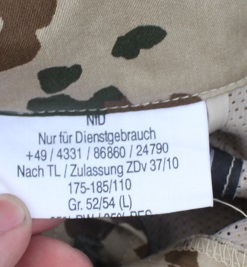 NfD
Nur für Dienstgebrauch
+49 / 4331 / 86860 / 24790
Nach TL / Zulassung ZDv 37/10
175-185/110
Gr. 52/54 (L)